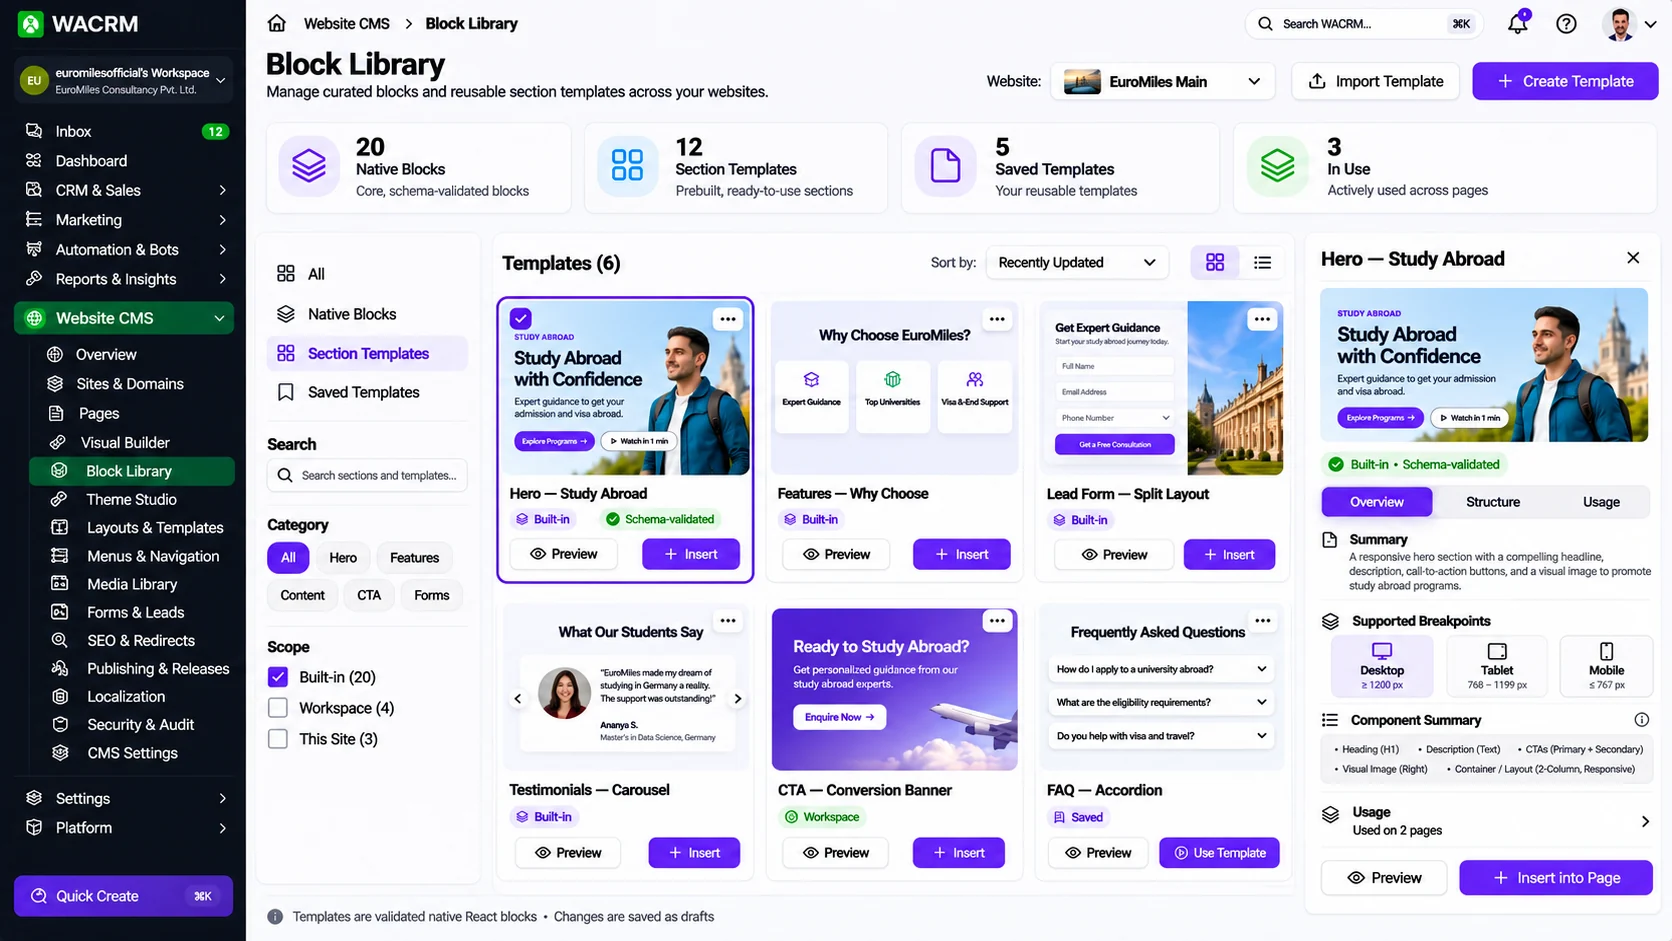 WACRM
EU
euromilesofficial's Workspace
EuroMiles Consultancy Pvt. Ltd.
Inbox
12
Dashboard
CRM & Sales
Marketing
Automation & Bots
Reports & Insights
Website CMS
Overview
Sites & Domains
Pages
Visual Builder
Block Library
Theme Studio
Layouts & Templates
Menus & Navigation
Media Library
Forms & Leads
SEO & Redirects
Publishing & Releases
Localization
Security & Audit
CMS Settings
Settings
Platform
Quick Create
⌘K
Website CMS > Block Library
Search WACRM...
⌘K
Block Library
Manage curated blocks and reusable section templates across your websites.
Website:
EuroMiles Main
Import Template
+ Create Template
20
Native Blocks
Core, schema-validated blocks
12
Section Templates
Prebuilt, ready-to-use sections
5
Saved Templates
Your reusable templates
3
In Use
Actively used across pages
All
Native Blocks
Section Templates
Saved Templates
Search
Search sections and templates...
Category
All
Hero
Features
Content
CTA
Forms
Scope
Built-in (20)
Workspace (4)
This Site (3)
Templates (6)
Sort by:
Recently Updated
STUDY ABROAD
Study Abroad
with Confidence
Expert guidance to get your
admission and visa abroad.
Explore Programs →
Watch in 1 min
Hero — Study Abroad
Built-in
Schema-validated
Preview
+ Insert
Why Choose EuroMiles?
Expert Guidance
Top Universities
Visa &-End Support
Features — Why Choose
Built-in
Preview
+ Insert
Get Expert Guidance
Start your study abroad journey today.
Full Name
Email Address
Phone Number
Get a Free Consultation
Lead Form — Split Layout
Built-in
Preview
+ Insert
What Our Students Say
"EuroMiles made my dream of
studying in Germany a reality.
The support was outstanding!"
Ananya S.
Master's in Data Science, Germany
Testimonials — Carousel
Built-in
Preview
+ Insert
Ready to Study Abroad?
Get personalized guidance from our
study abroad experts.
Enquire Now →
CTA — Conversion Banner
Workspace
Preview
+ Insert
Frequently Asked Questions
How do I apply to a university abroad?
What are the eligibility requirements?
Do you help with visa and travel?
FAQ — Accordion
Saved
Preview
Use Template
Templates are validated native React blocks • Changes are saved as drafts
Hero — Study Abroad
STUDY ABROAD
Study Abroad
with Confidence
Expert guidance to get your admission
and visa abroad.
Explore Programs →
Watch in 1 min
Built-in • Schema-validated
Overview
Structure
Usage
Summary
A responsive hero section with a compelling headline,
description, call-to-action buttons, and a visual image to promote
study abroad programs.
Supported Breakpoints
Desktop
≥ 1200 px
Tablet
768 – 1199 px
Mobile
≤ 767 px
Component Summary
• Heading (H1) • Description (Text) • CTAs (Primary + Secondary)
• Visual Image (Right) • Container / Layout (2-Column, Responsive)
Usage
Used on 2 pages
Preview
+ Insert into Page